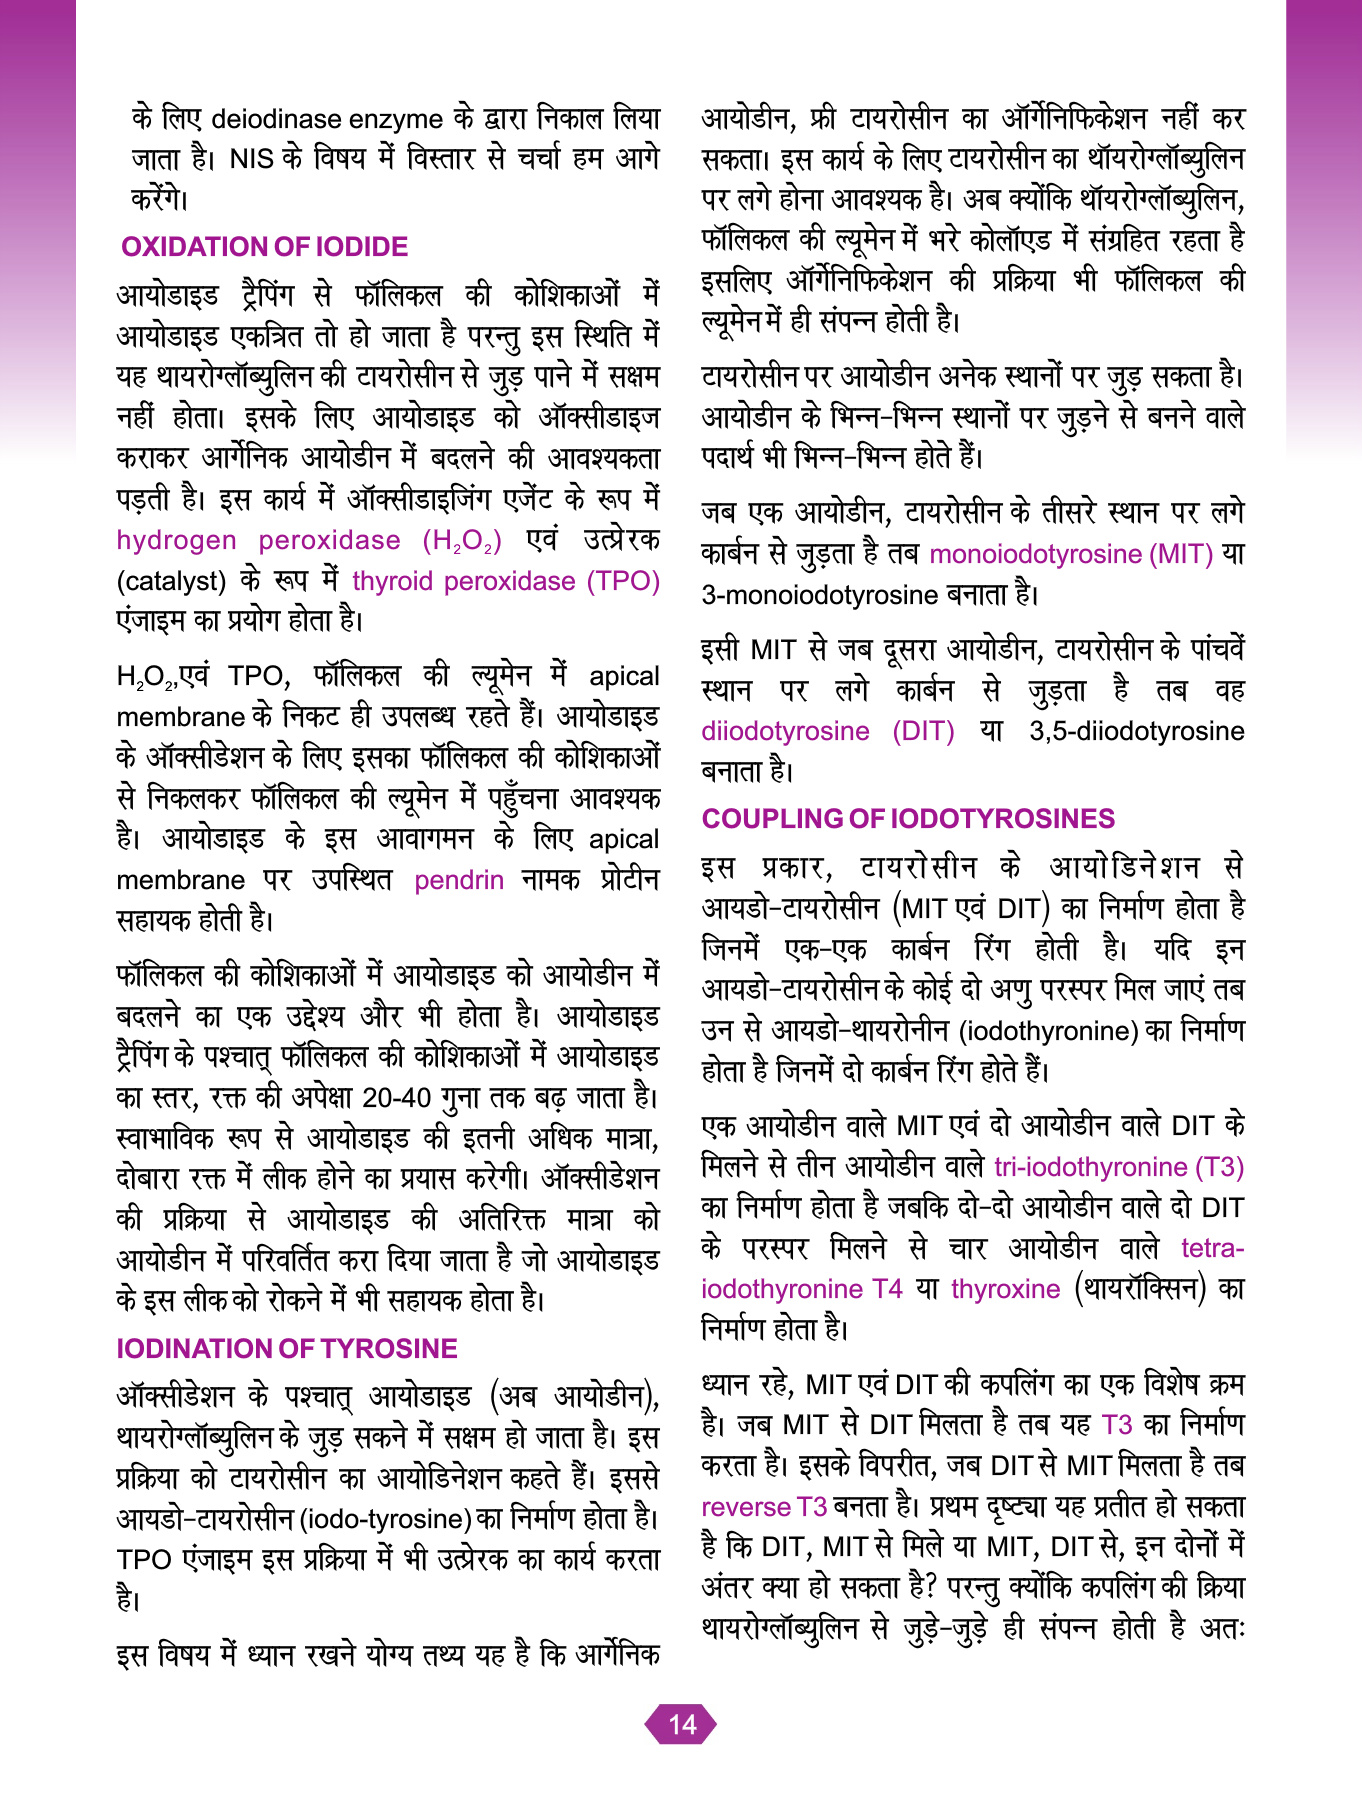 के लिए deiodinase enzyme के द्वारा निकाल लिया
जाता है। NIS के विषय में विस्तार से चर्चा हम आगे
करेंगे।
OXIDATION OF IODIDE
आयोडाइड ट्रैपिंग से फॉलिकल की कोशिकाओं में
आयोडाइड एकत्रित तो हो जाता है परन्तु इस स्थिति में
यह थायरोग्लॉब्युलिन की टायरोसीन से जुड़ पाने में सक्षम
नहीं होता। इसके लिए आयोडाइड को ऑक्सीडाइज
कराकर आर्गेनिक आयोडीन में बदलने की आवश्यकता
पड़ती है। इस कार्य में ऑक्सीडाइजिंग एजेंट के रूप में
hydrogen peroxidase (H₂O₂) एवं उत्प्रेरक
(catalyst) के रूप में thyroid peroxidase (TPO)
एंजाइम का प्रयोग होता है।
H₂O₂,एवं TPO, फॉलिकल की ल्यूमेन में apical
membrane के निकट ही उपलब्ध रहते हैं। आयोडाइड
के ऑक्सीडेशन के लिए इसका फॉलिकल की कोशिकाओं
से निकलकर फॉलिकल की ल्यूमेन में पहुँचना आवश्यक
है। आयोडाइड के इस आवागमन के लिए apical
membrane पर उपस्थित pendrin नामक प्रोटीन
सहायक होती है।
फॉलिकल की कोशिकाओं में आयोडाइड को आयोडीन में
बदलने का एक उद्देश्य और भी होता है। आयोडाइड
ट्रैपिंग के पश्चात् फॉलिकल की कोशिकाओं में आयोडाइड
का स्तर, रक्त की अपेक्षा 20-40 गुना तक बढ़ जाता है।
स्वाभाविक रूप से आयोडाइड की इतनी अधिक मात्रा,
दोबारा रक्त में लीक होने का प्रयास करेगी। ऑक्सीडेशन
की प्रक्रिया से आयोडाइड की अतिरिक्त मात्रा को
आयोडीन में परिवर्तित करा दिया जाता है जो आयोडाइड
के इस लीक को रोकने में भी सहायक होता है।
IODINATION OF TYROSINE
ऑक्सीडेशन के पश्चात् आयोडाइड (अब आयोडीन),
थायरोग्लॉब्युलिन के जुड़ सकने में सक्षम हो जाता है। इस
प्रक्रिया को टायरोसीन का आयोडिनेशन कहते हैं। इससे
आयडो-टायरोसीन (iodo-tyrosine) का निर्माण होता है।
TPO एंजाइम इस प्रक्रिया में भी उत्प्रेरक का कार्य करता
है।
इस विषय में ध्यान रखने योग्य तथ्य यह है कि आर्गेनिक
आयोडीन, फ्री टायरोसीन का ऑर्गेनिफिकेशन नहीं कर
सकता। इस कार्य के लिए टायरोसीन का थॉयरोग्लॉब्युलिन
पर लगे होना आवश्यक है। अब क्योंकि थॉयरोग्लॉब्युलिन,
फॉलिकल की ल्यूमेन में भरे कोलॉएड में संग्रहित रहता है
इसलिए ऑर्गेनिफिकेशन की प्रक्रिया भी फॉलिकल की
ल्यूमेन में ही संपन्न होती है।
टायरोसीन पर आयोडीन अनेक स्थानों पर जुड़ सकता है।
आयोडीन के भिन्न-भिन्न स्थानों पर जुड़ने से बनने वाले
पदार्थ भी भिन्न-भिन्न होते हैं।
जब एक आयोडीन, टायरोसीन के तीसरे स्थान पर लगे
कार्बन से जुड़ता है तब monoiodotyrosine (MIT) या
3-monoiodotyrosine बनाता है।
इसी MIT से जब दूसरा आयोडीन, टायरोसीन के पांचवें
स्थान पर लगे कार्बन से जुड़ता है तब वह
diiodotyrosine (DIT) या 3,5-diiodotyrosine
बनाता है।
COUPLING OF IODOTYROSINES
इस प्रकार, टायरोसीन के आयोडिनेशन से
आयडो-टायरोसीन (MIT एवं DIT) का निर्माण होता है
जिनमें एक-एक कार्बन रिंग होती है। यदि इन
आयडो-टायरोसीन के कोई दो अणु परस्पर मिल जाएं तब
उन से आयडो-थायरोनीन (iodothyronine) का निर्माण
होता है जिनमें दो कार्बन रिंग होते हैं।
एक आयोडीन वाले MIT एवं दो आयोडीन वाले DIT के
मिलने से तीन आयोडीन वाले tri-iodothyronine (T3)
का निर्माण होता है जबकि दो-दो आयोडीन वाले दो DIT
के परस्पर मिलने से चार आयोडीन वाले tetra-
iodothyronine T4 या thyroxine (थायरॉक्सिन) का
निर्माण होता है।
ध्यान रहे, MIT एवं DIT की कपलिंग का एक विशेष क्रम
है। जब MIT से DIT मिलता है तब यह T3 का निर्माण
करता है। इसके विपरीत, जब DIT से MIT मिलता है तब
reverse T3 बनता है। प्रथम दृष्ट्या यह प्रतीत हो सकता
है कि DIT, MIT से मिले या MIT, DIT से, इन दोनों में
अंतर क्या हो सकता है? परन्तु क्योंकि कपलिंग की क्रिया
थायरोग्लॉब्युलिन से जुड़े-जुड़े ही संपन्न होती है अतः
14